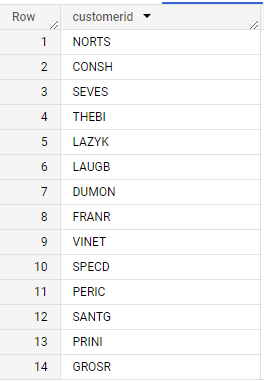 Row customerid
1 NORTS
2 CONSH
3 SEVES
4 THEBI
5 LAZYK
6 LAUGB
7 DUMON
8 FRANR
9 VINET
10 SPECD
11 PERIC
12 SANTG
13 PRINI
14 GROSR